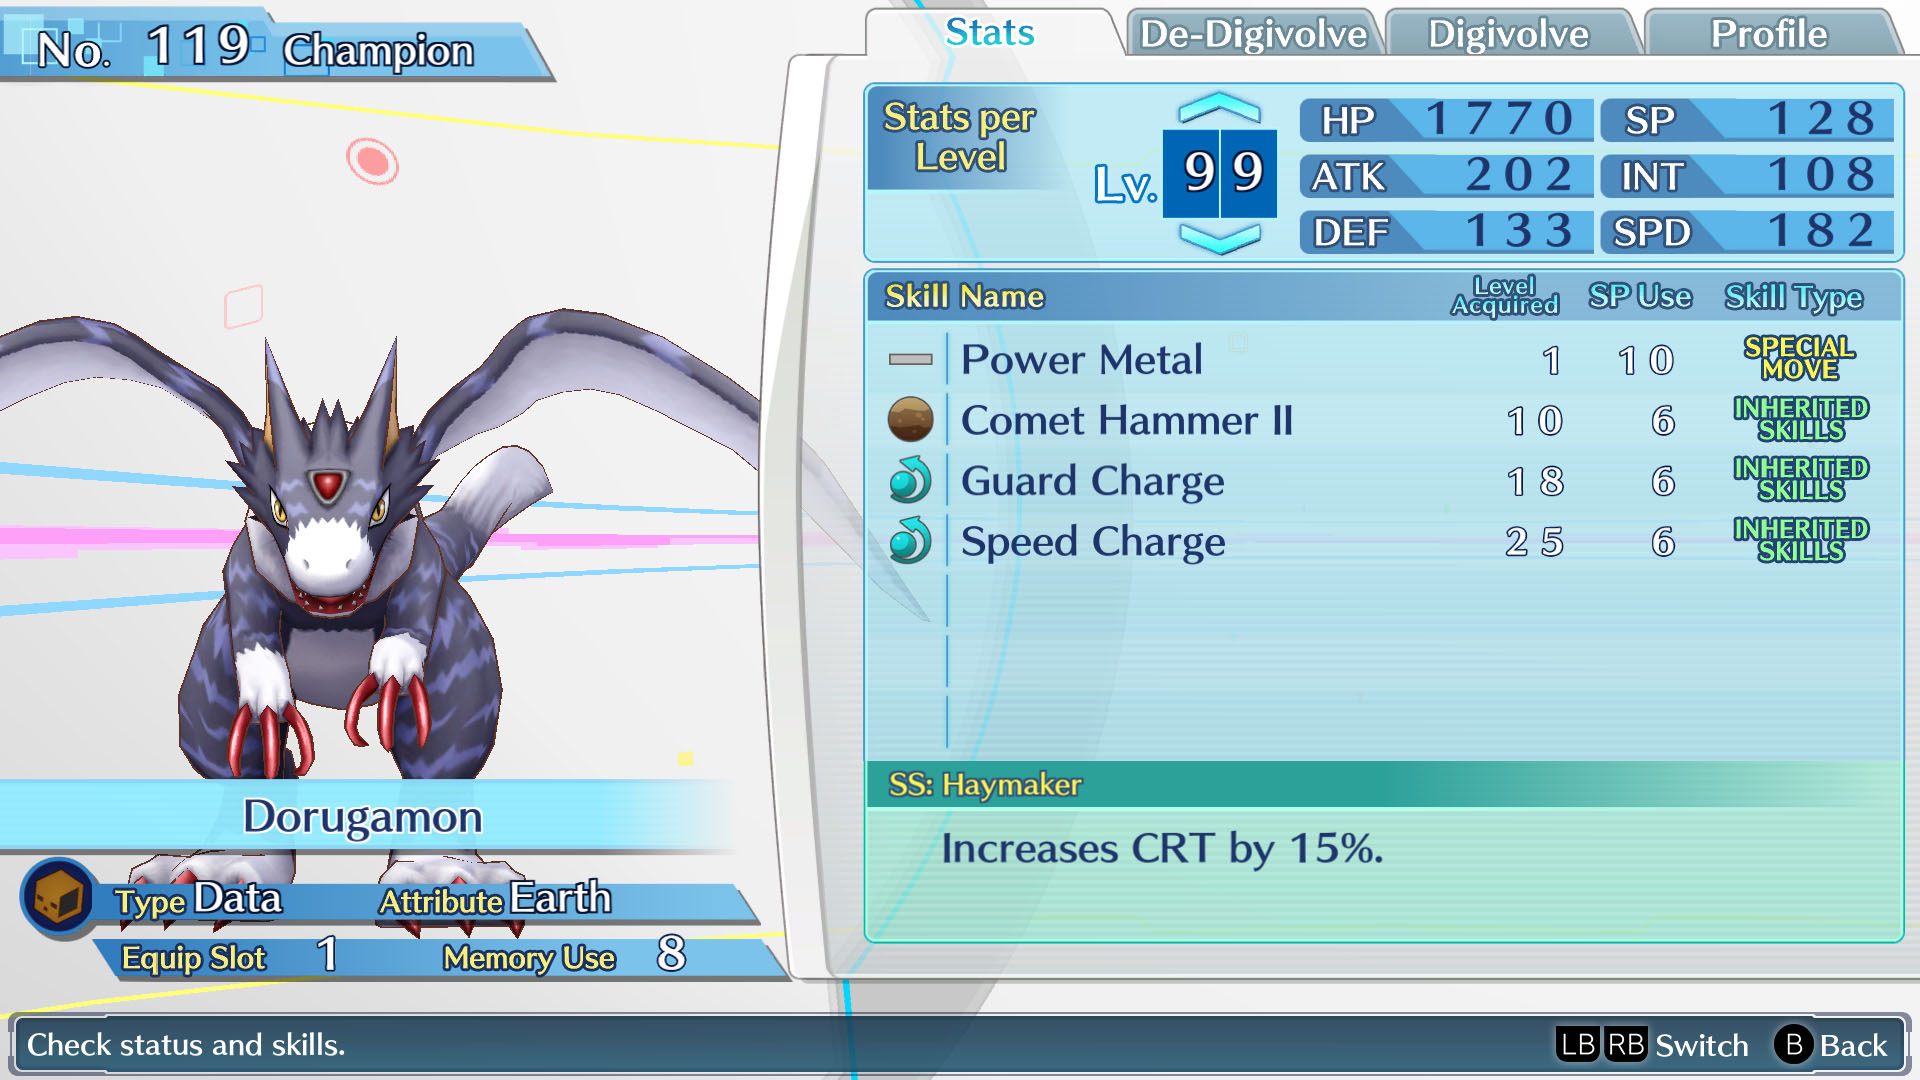 No. 119 Champion
Stats
De-Digivolve
Digivolve
Profile
Stats per
Level
Lv. 99
HP 1770
SP 128
ATK 202
INT 108
DEF 133
SPD 182
Skill Name
Level
Acquired
SP Use
Skill Type
Power Metal 1 10 SPECIAL
MOVE
Comet Hammer II 10 6 INHERITED
SKILLS
Guard Charge 18 6 INHERITED
SKILLS
Speed Charge 25 6 INHERITED
SKILLS
SS: Haymaker
Increases CRT by 15%.
Dorugamon
Type Data Attribute Earth
Equip Slot 1 Memory Use 8
Check status and skills.
LB RB Switch B Back